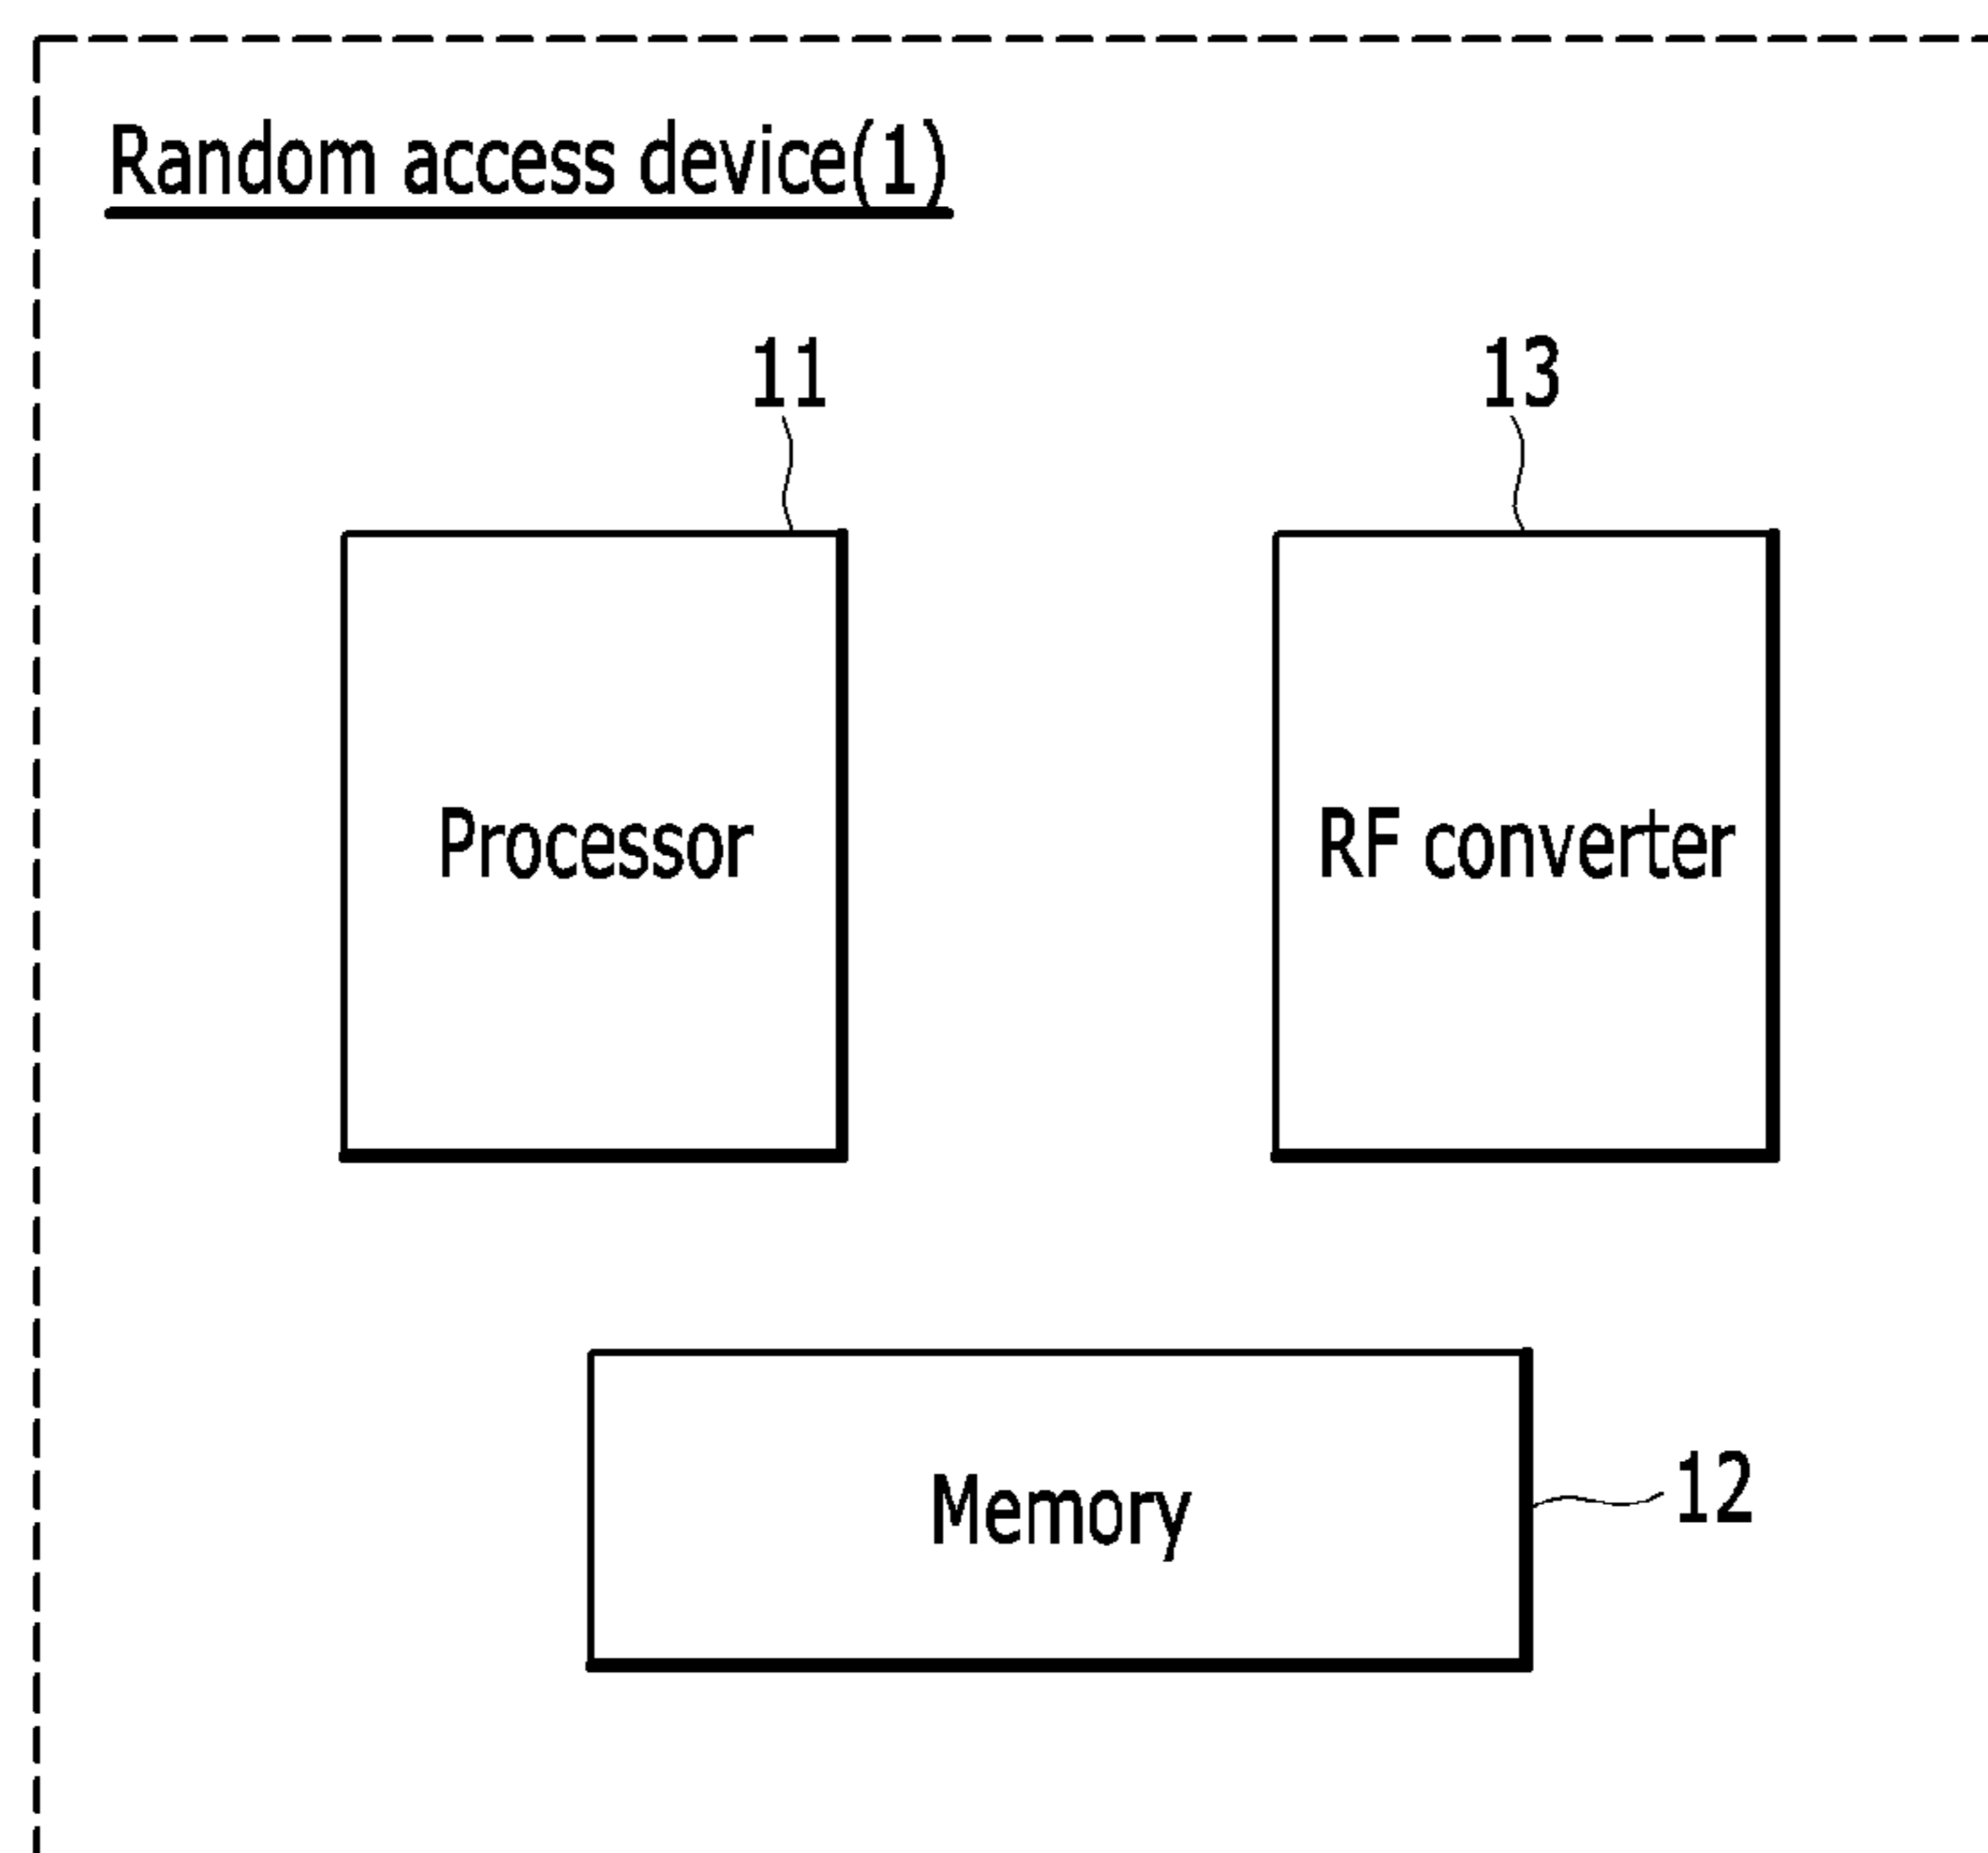 Random access device(1)
11
13
Processor
RF converter
Memory
12